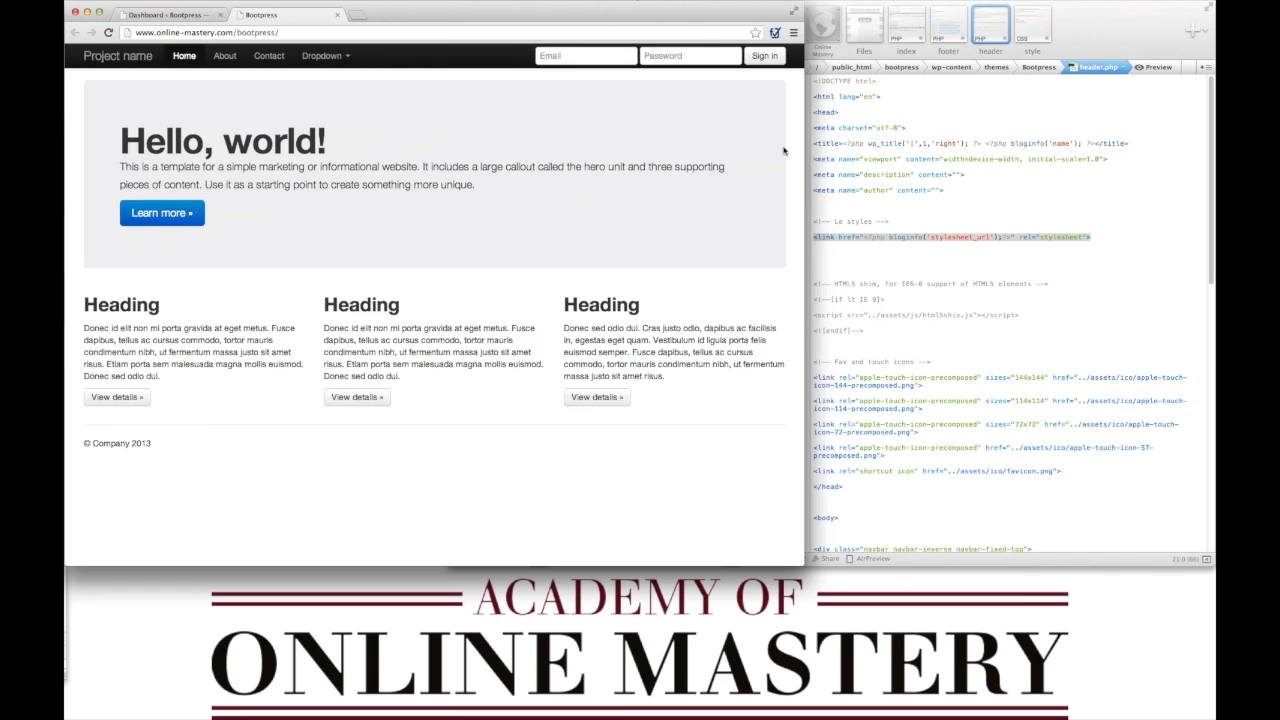 Dashboard ‹ Bootpress —
Bootpress
www.online-mastery.com/bootpress/
Project name
Home
About
Contact
Dropdown
Email
Password
Sign in
Hello, world!
This is a template for a simple marketing or informational website. It includes a large callout called the hero unit and three supporting
pieces of content. Use it as a starting point to create something more unique.
Learn more »
Heading
Donec id elit non mi porta gravida at eget metus. Fusce
dapibus, tellus ac cursus commodo, tortor mauris
condimentum nibh, ut fermentum massa justo sit amet
risus. Etiam porta sem malesuada magna mollis euismod.
Donec sed odio dui.
View details »
Heading
Donec id elit non mi porta gravida at eget metus. Fusce
dapibus, tellus ac cursus commodo, tortor mauris
condimentum nibh, ut fermentum massa justo sit amet
risus. Etiam porta sem malesuada magna mollis euismod.
Donec sed odio dui.
View details »
Heading
Donec sed odio dui. Cras justo odio, dapibus ac facilisis
in, egestas eget quam. Vestibulum id ligula porta felis
euismod semper. Fusce dapibus, tellus ac cursus
commodo, tortor mauris condimentum nibh, ut fermentum
massa justo sit amet risus.
View details »
© Company 2013
Online
Mastery
Files
PHP
index
PHP
footer
PHP
header
CSS
style
/ public_html bootpress wp-content themes Bootpress header.php Preview
<!DOCTYPE html>
<html lang="en">
<head>
<meta charset="utf-8">
<title><?php wp_title('|',1,'right'); ?> <?php bloginfo('name'); ?></title>
<meta name="viewport" content="width=device-width, initial-scale=1.0">
<meta name="description" content="">
<meta name="author" content="">
<!-- Le styles -->
<link href="<?php bloginfo('stylesheet_url');?>" rel="stylesheet">
<!-- HTML5 shim, for IE6-8 support of HTML5 elements -->
<!--[if lt IE 9]>
<script src="../assets/js/html5shiv.js"></script>
<![endif]-->
<!-- Fav and touch icons -->
<link rel="apple-touch-icon-precomposed" sizes="144x144" href="../assets/ico/apple-touch-
icon-144-precomposed.png">
<link rel="apple-touch-icon-precomposed" sizes="114x114" href="../assets/ico/apple-touch-
icon-114-precomposed.png">
<link rel="apple-touch-icon-precomposed" sizes="72x72" href="../assets/ico/apple-touch-
icon-72-precomposed.png">
<link rel="apple-touch-icon-precomposed" href="../assets/ico/apple-touch-icon-57-
precomposed.png">
<link rel="shortcut icon" href="../assets/ico/favicon.png">
</head>
<body>
<div class="navbar navbar-inverse navbar-fixed-top">
Share
AirPreview
21:0 (66)
ACADEMY OF
ONLINE MASTERY